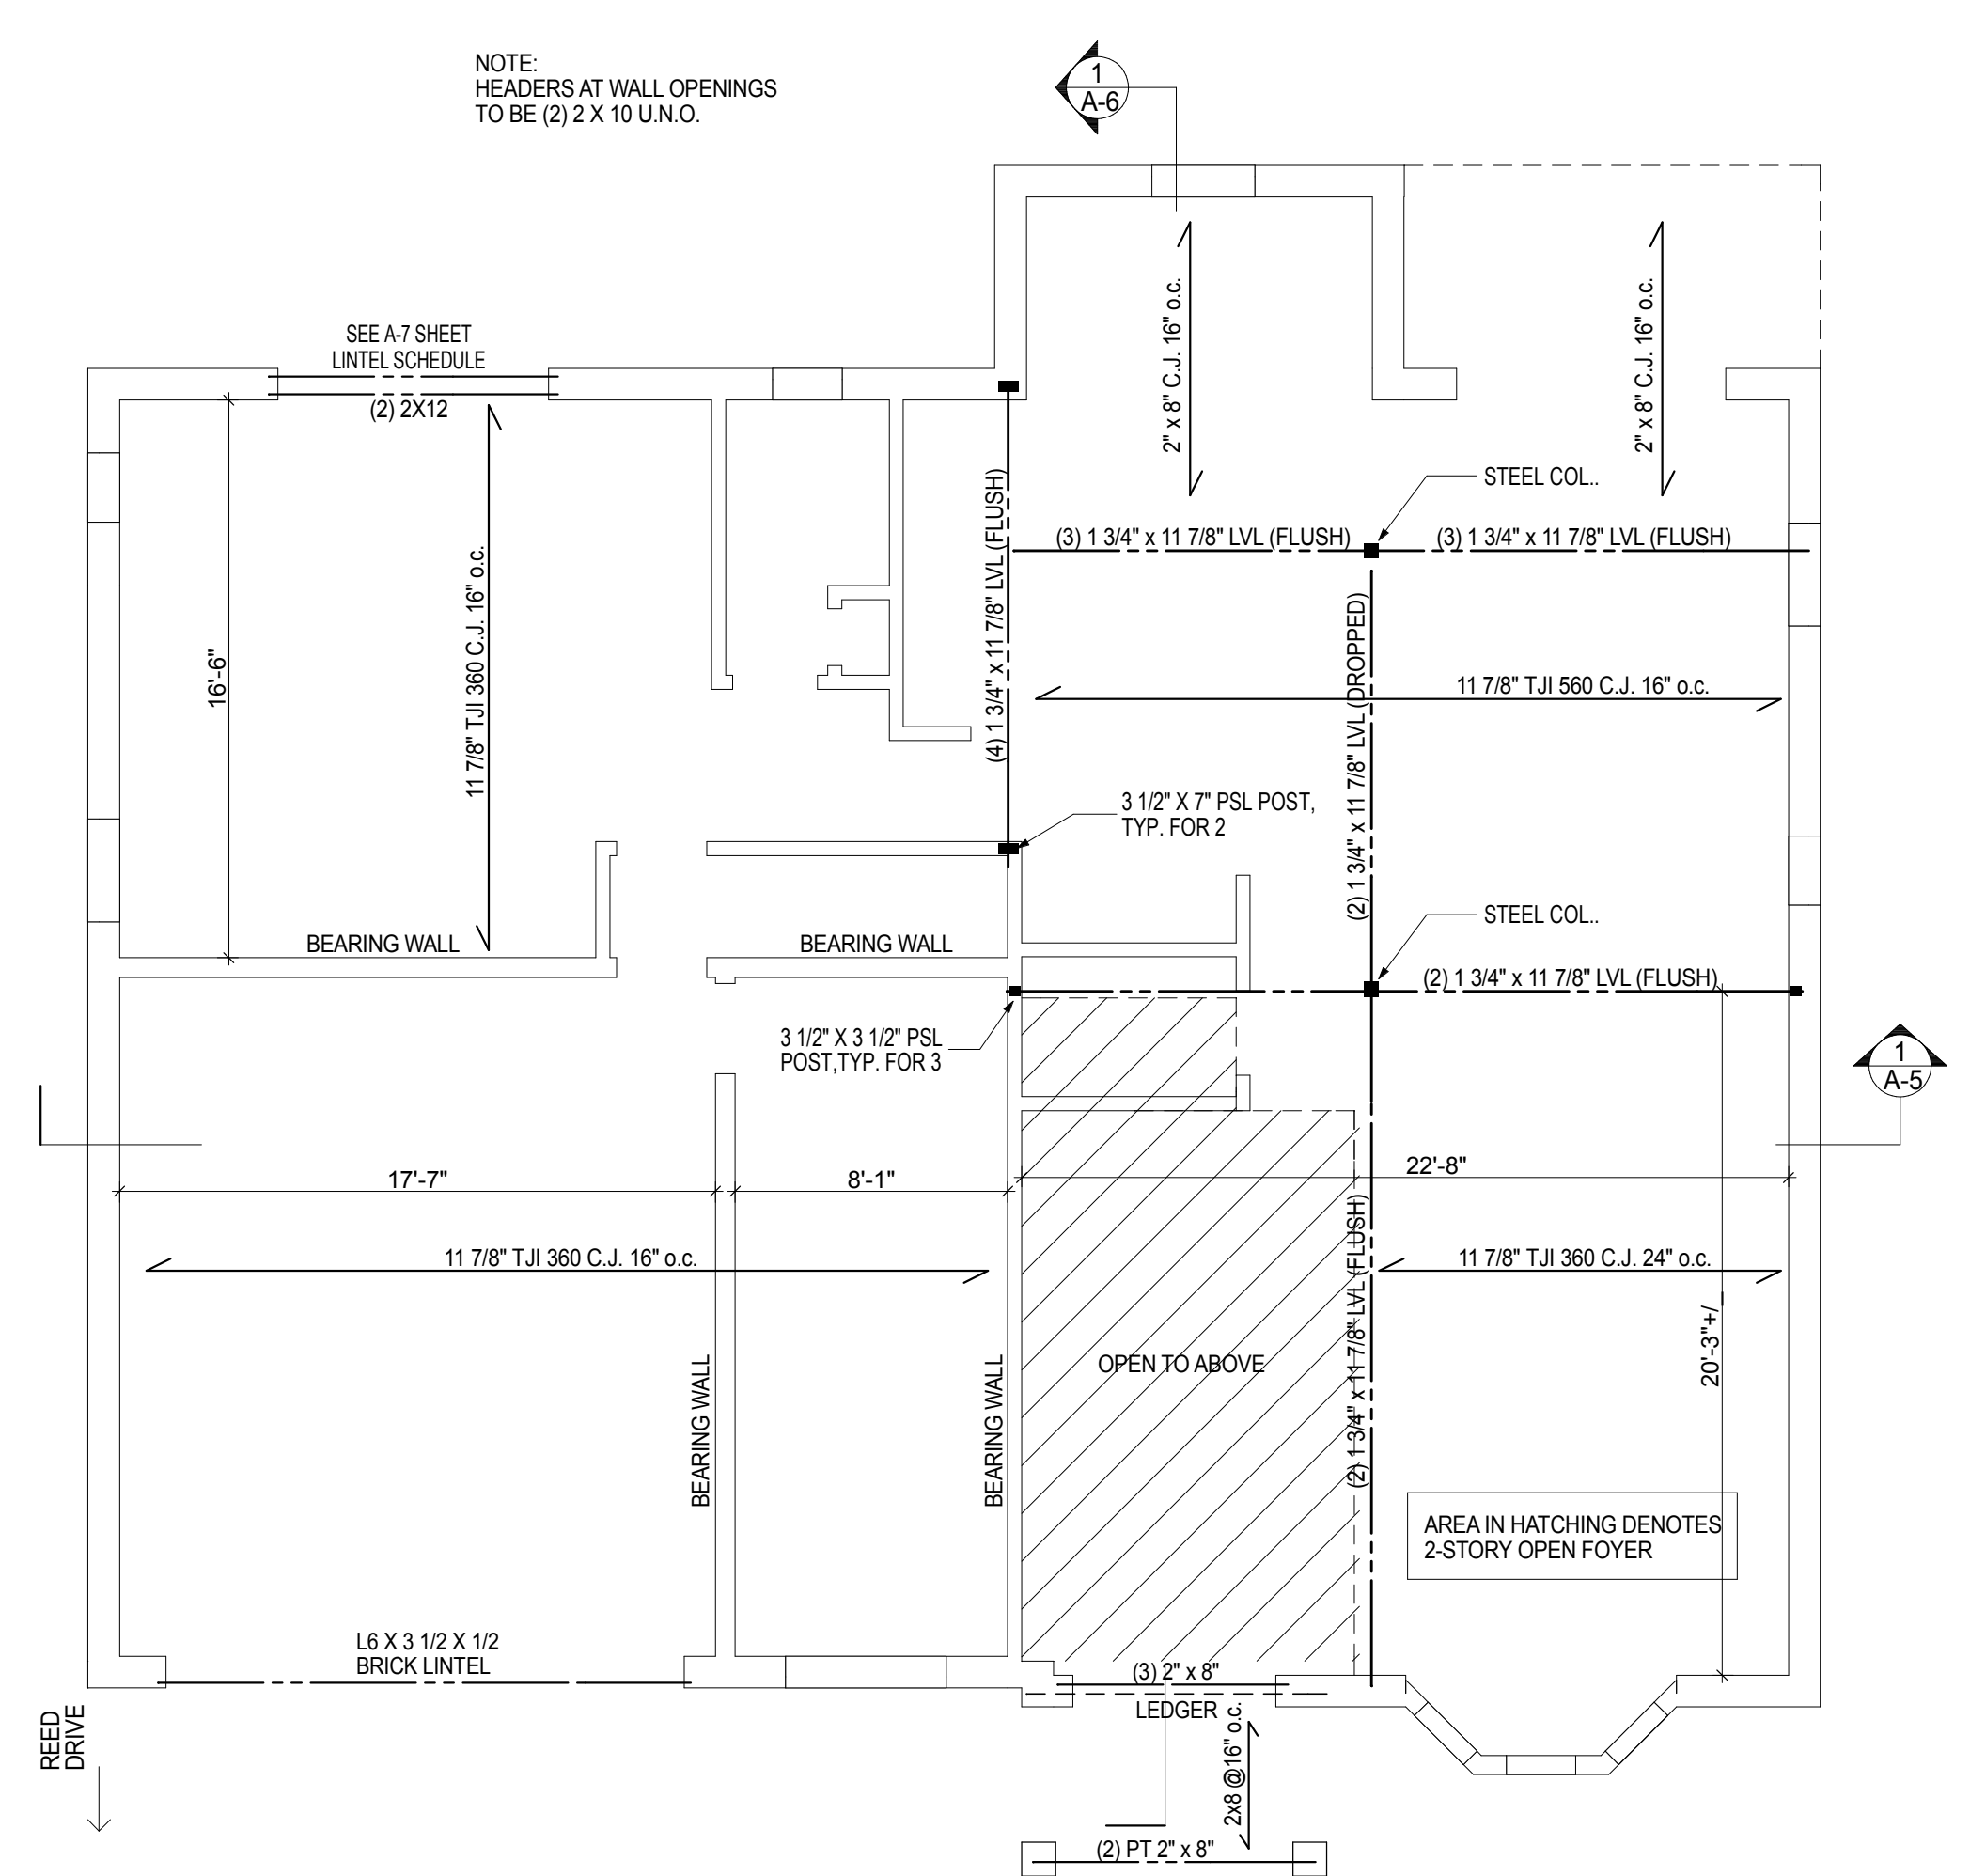 NOTE:
HEADERS AT WALL OPENINGS
TO BE (2) 2 X 10 U.N.O.
1
A-6
SEE A-7 SHEET
LINTEL SCHEDULE
(2) 2X12
2" x 8" C.J. 16" o.c.
2" x 8" C.J. 16" o.c.
STEEL COL..
(3) 1 3/4" x 11 7/8" LVL (FLUSH)
(3) 1 3/4" x 11 7/8" LVL (FLUSH)
(4) 1 3/4" x 11 7/8" LVL (FLUSH)
16'-6"
11 7/8" TJI 360 C.J. 16" o.c.
11 7/8" TJI 560 C.J. 16" o.c.
(2) 1 3/4" x 11 7/8" LVL (DROPPED)
3 1/2" X 7" PSL POST,
TYP. FOR 2
STEEL COL..
BEARING WALL
BEARING WALL
(2) 1 3/4" x 11 7/8" LVL (FLUSH)
3 1/2" X 3 1/2" PSL
POST,TYP. FOR 3
1
A-5
17'-7"
8'-1"
22'-8"
11 7/8" TJI 360 C.J. 16" o.c.
11 7/8" TJI 360 C.J. 24" o.c.
(2) 1 3/4" x 11 7/8" LVL (FLUSH)
20'-3"+/
OPEN TO ABOVE
BEARING WALL
BEARING WALL
AREA IN HATCHING DENOTES
2-STORY OPEN FOYER
L6 X 3 1/2 X 1/2
BRICK LINTEL
(3) 2" x 8"
LEDGER
REED
DRIVE
2x8 @16" o.c.
(2) PT 2" x 8"